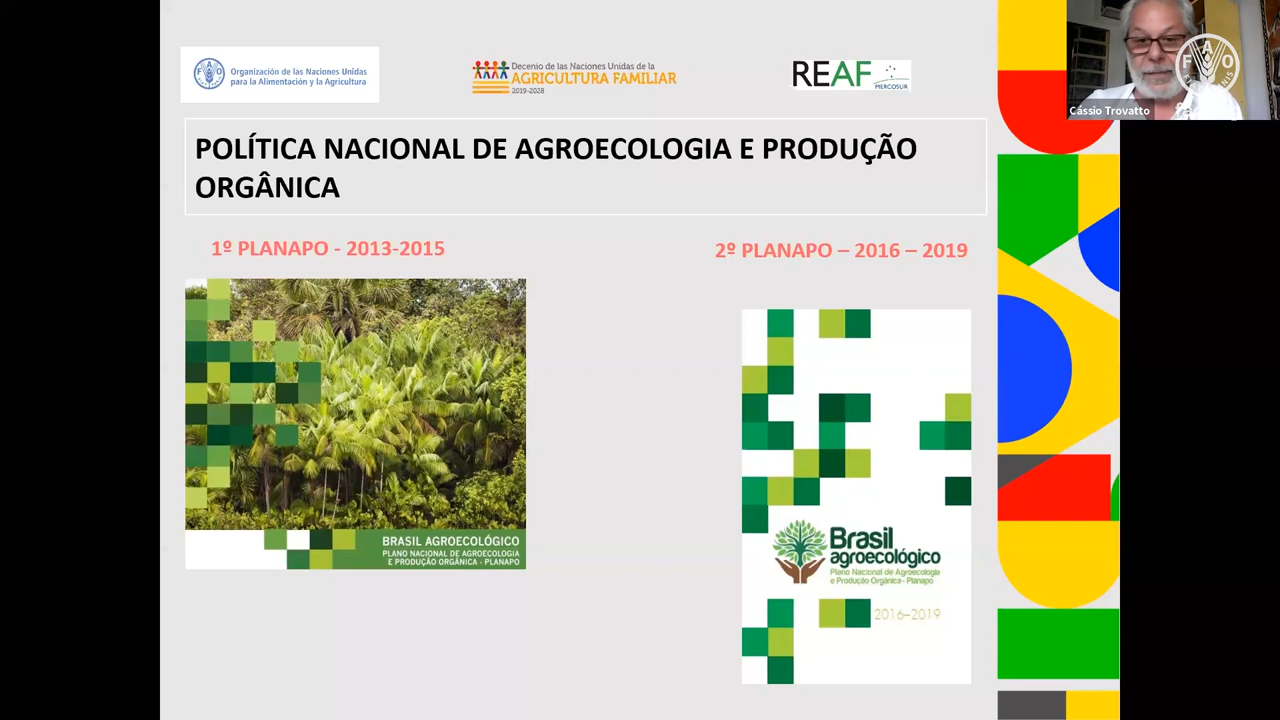 Organización de las Naciones Unidas
para la Alimentación y la Agricultura
Decenio de las Naciones Unidas de la
AGRICULTURA FAMILIAR
2019-2028
REAF
MERCOSUR
Cássio Trovatto
POLÍTICA NACIONAL DE AGROECOLOGIA E PRODUÇÃO
ORGÂNICA
1º PLANAPO - 2013-2015
2º PLANAPO – 2016 – 2019
BRASIL AGROECOLÓGICO
PLANO NACIONAL DE AGROECOLOGIA
E PRODUÇÃO ORGÂNICA - PLANAPO
Brasil
agroecológico
Plano Nacional de Agroecologia
e Produção Orgânica - Planapo
2016–2019